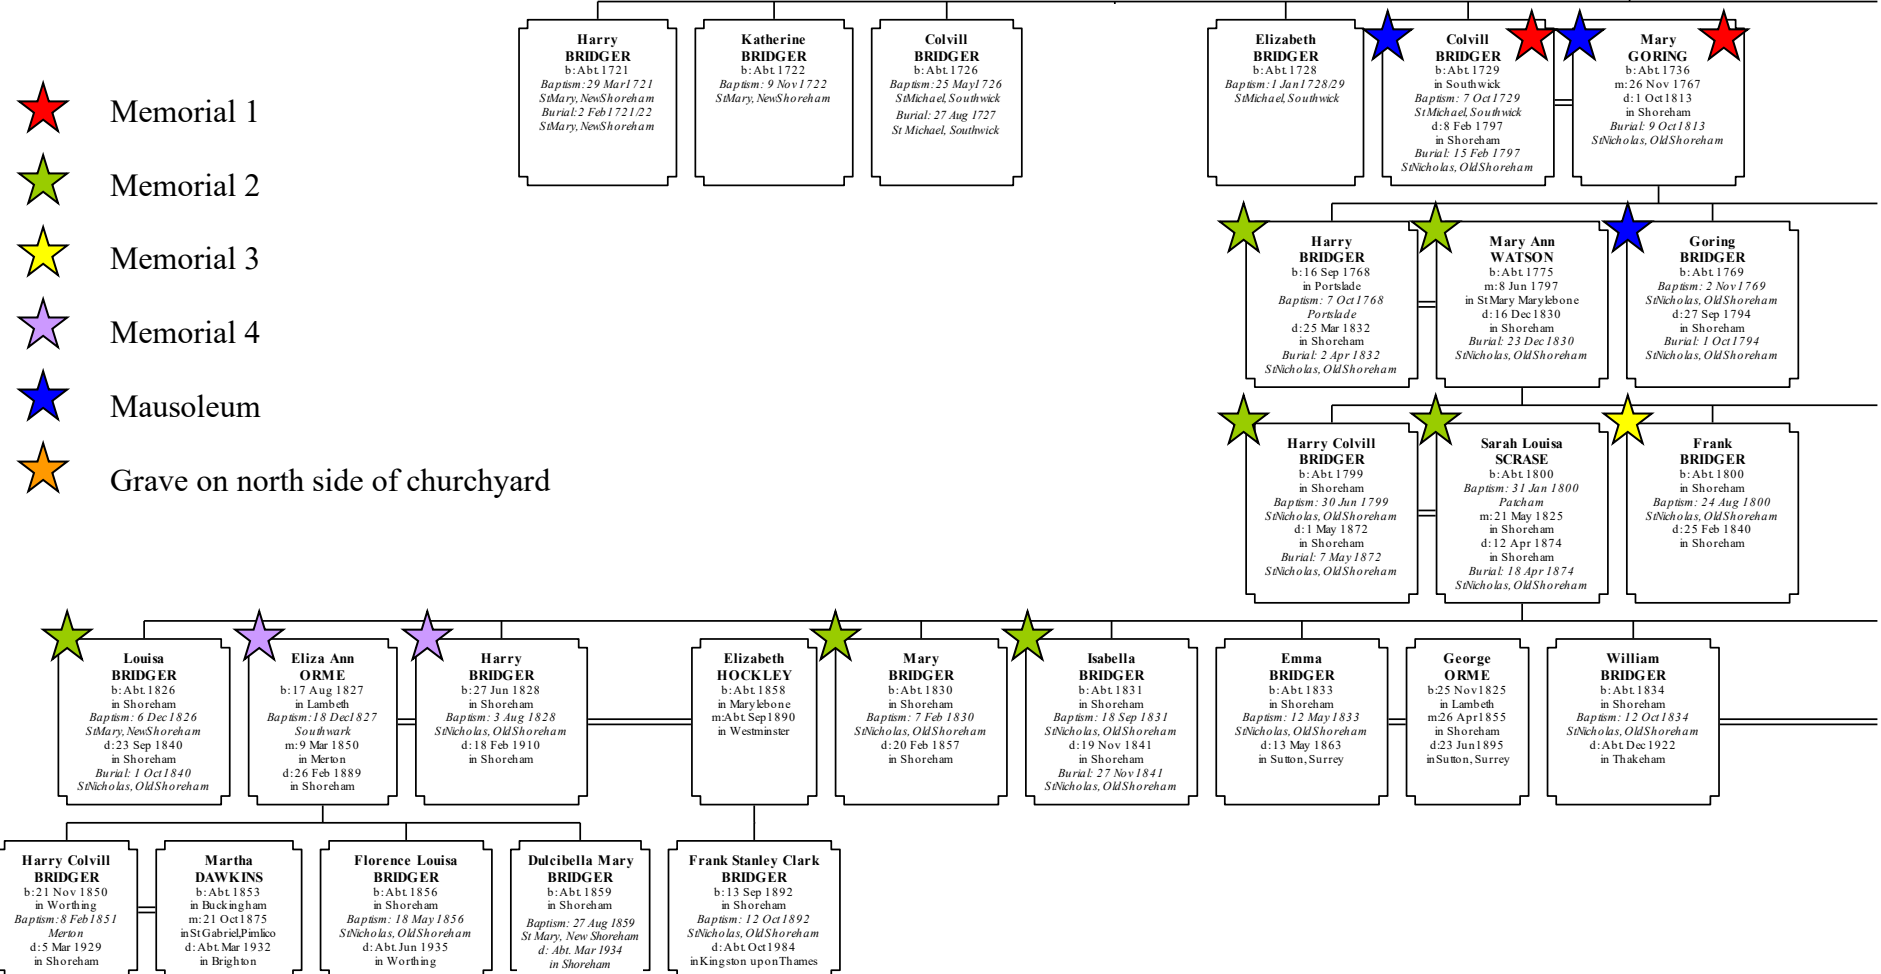 Memorial 1
Memorial 2
Memorial 3
Memorial 4
Mausoleum
Grave on north side of churchyard
Harry
BRIDGER
b: Abt. 1721
Baptism: 29 Mar 1721
St Mary, New Shoreham
Burial: 2 Feb 1721/22
St Mary, New Shoreham
Katherine
BRIDGER
b: Abt. 1722
Baptism: 9 Nov 1722
St Mary, New Shoreham
Colvill
BRIDGER
b: Abt. 1726
Baptism: 25 May 1726
St Michael, Southwick
Burial: 27 Aug 1727
St Michael, Southwick
Elizabeth
BRIDGER
b: Abt. 1728
Baptism: 1 Jan 1728/29
St Michael, Southwick
Colvill
BRIDGER
b: Abt. 1729
in Southwick
Baptism: 7 Oct 1729
St Michael, Southwick
d: 8 Feb 1797
in Shoreham
Burial: 15 Feb 1797
St Nicholas, Old Shoreham
Mary
GORING
b: Abt. 1736
m: 26 Nov 1767
d: 1 Oct 1813
in Shoreham
Burial: 9 Oct 1813
St Nicholas, Old Shoreham
Harry
BRIDGER
b: 16 Sep 1768
in Portslade
Baptism: 7 Oct 1768
Portslade
d: 25 Mar 1832
in Shoreham
Burial: 2 Apr 1832
St Nicholas, Old Shoreham
Mary Ann
WATSON
b: Abt. 1775
m: 8 Jun 1797
in St Mary Marylebone
d: 16 Dec 1830
in Shoreham
Burial: 23 Dec 1830
St Nicholas, Old Shoreham
Goring
BRIDGER
b: Abt. 1769
Baptism: 2 Nov 1769
St Nicholas, Old Shoreham
d: 27 Sep 1794
in Shoreham
Burial: 1 Oct 1794
St Nicholas, Old Shoreham
Harry Colvill
BRIDGER
b: Abt. 1799
in Shoreham
Baptism: 30 Jun 1799
St Nicholas, Old Shoreham
d: 1 May 1872
in Shoreham
Burial: 7 May 1872
St Nicholas, Old Shoreham
Sarah Louisa
SCRASE
b: Abt. 1800
Baptism: 31 Jan 1800
Patcham
m: 21 May 1825
in Shoreham
d: 12 Apr 1874
in Shoreham
Burial: 18 Apr 1874
St Nicholas, Old Shoreham
Frank
BRIDGER
b: Abt. 1800
in Shoreham
Baptism: 24 Aug 1800
St Nicholas, Old Shoreham
d: 25 Feb 1840
in Shoreham
Louisa
BRIDGER
b: Abt. 1826
in Shoreham
Baptism: 6 Dec 1826
St Mary, New Shoreham
d: 23 Sep 1840
in Shoreham
Burial: 1 Oct 1840
St Nicholas, Old Shoreham
Eliza Ann
ORME
b: 17 Aug 1827
in Lambeth
Baptism: 18 Dec 1827
Southwark
m: 9 Mar 1850
in Merton
d: 26 Feb 1889
in Shoreham
Harry
BRIDGER
b: 27 Jun 1828
in Shoreham
Baptism: 3 Aug 1828
St Nicholas, Old Shoreham
d: 18 Feb 1910
in Shoreham
Elizabeth
HOCKLEY
b: Abt. 1858
in Marylebone
m: Abt. Sep 1890
in Westminster
Mary
BRIDGER
b: Abt. 1830
in Shoreham
Baptism: 7 Feb 1830
St Nicholas, Old Shoreham
d: 20 Feb 1857
in Shoreham
Isabella
BRIDGER
b: Abt. 1831
in Shoreham
Baptism: 18 Sep 1831
St Nicholas, Old Shoreham
d: 19 Nov 1841
in Shoreham
Burial: 27 Nov 1841
St Nicholas, Old Shoreham
Emma
BRIDGER
b: Abt. 1833
in Shoreham
Baptism: 12 May 1833
St Nicholas, Old Shoreham
d: 13 May 1863
in Sutton, Surrey
George
ORME
b: 25 Nov 1825
in Lambeth
m: 26 Apr 1855
in Shoreham
d: 23 Jun 1895
in Sutton, Surrey
William
BRIDGER
b: Abt. 1834
in Shoreham
Baptism: 12 Oct 1834
St Nicholas, Old Shoreham
d: Abt. Dec 1922
in Thakeham
Harry Colvill
BRIDGER
b: 21 Nov 1850
in Worthing
Baptism: 8 Feb 1851
Merton
d: 5 Mar 1929
in Shoreham
Martha
DAWKINS
b: Abt. 1853
in Buckingham
m: 21 Oct 1875
in St Gabriel, Pimlico
d: Abt. Mar 1932
in Brighton
Florence Louisa
BRIDGER
b: Abt. 1856
in Shoreham
Baptism: 18 May 1856
St Nicholas, Old Shoreham
d: Abt. Jun 1935
in Worthing
Dulcibella Mary
BRIDGER
b: Abt. 1859
in Shoreham
Baptism: 27 Aug 1859
St Mary, New Shoreham
d: Abt. Mar 1934
in Shoreham
Frank Stanley Clark
BRIDGER
b: 13 Sep 1892
in Shoreham
Baptism: 12 Oct 1892
St Nicholas, Old Shoreham
d: Abt. Oct 1984
in Kingston upon Thames